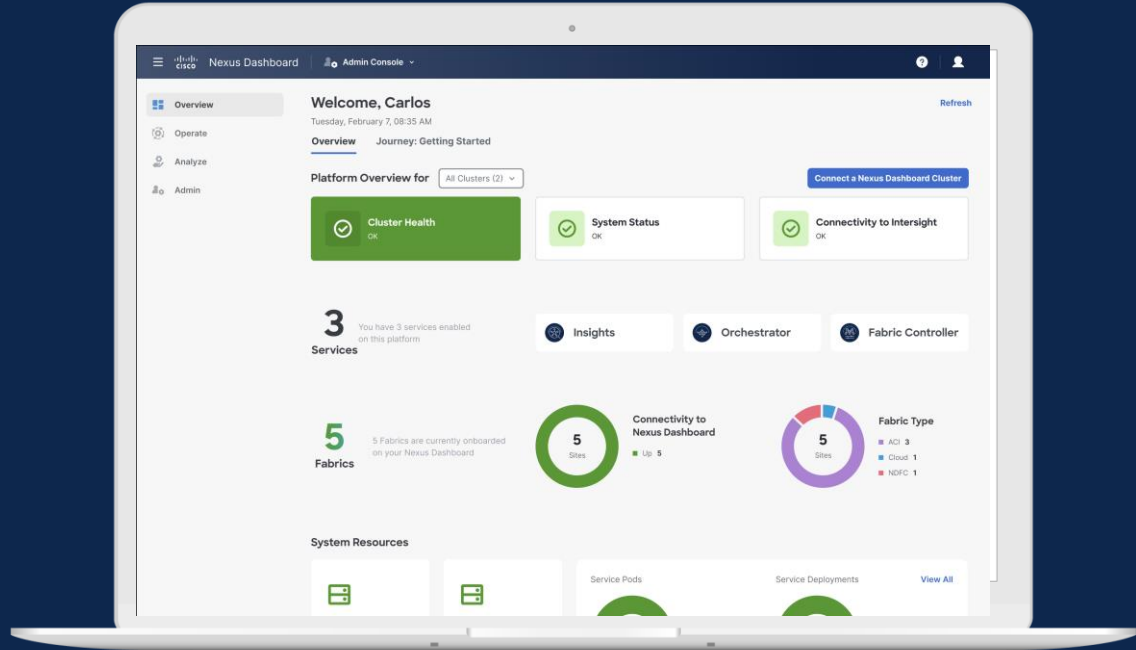 cisco Nexus Dashboard Admin Console
Overview
Operate
Analyze
Admin
Welcome, Carlos
Refresh
Tuesday, February 7, 08:35 AM
Overview Journey: Getting Started
Platform Overview for All Clusters (2)
Connect a Nexus Dashboard Cluster
Cluster Health
OK
System Status
OK
Connectivity to Intersight
OK
3
Services
You have 3 services enabled
on this platform
Insights
Orchestrator
Fabric Controller
5
Fabrics
5 Fabrics are currently onboarded
on your Nexus Dashboard
5
Sites
Connectivity to
Nexus Dashboard
Up 5
5
Sites
Fabric Type
ACI 3
Cloud 1
NDFC 1
System Resources
Service Pods
Service Deployments
View All